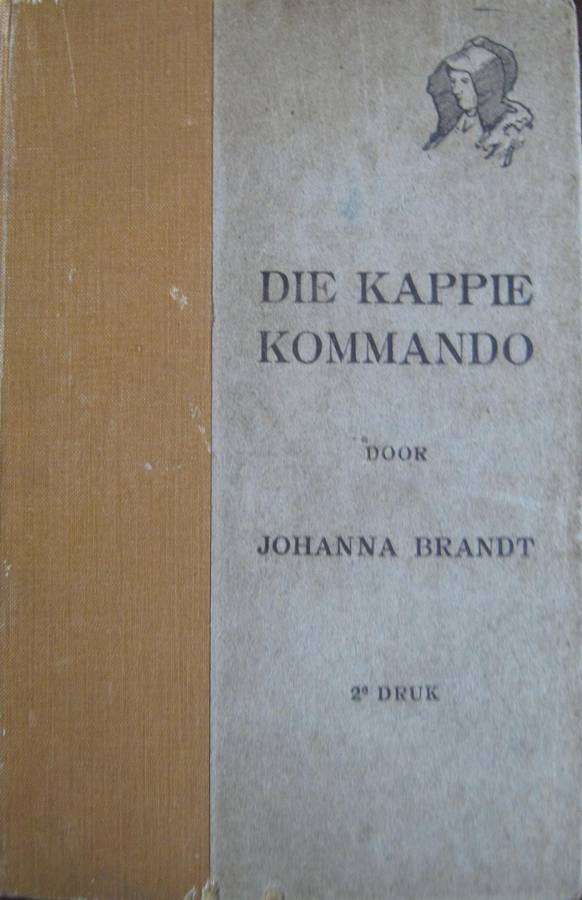 DIE KAPPIE
KOMMANDO
DOOR
JOHANNA BRANDT
2e DRUK